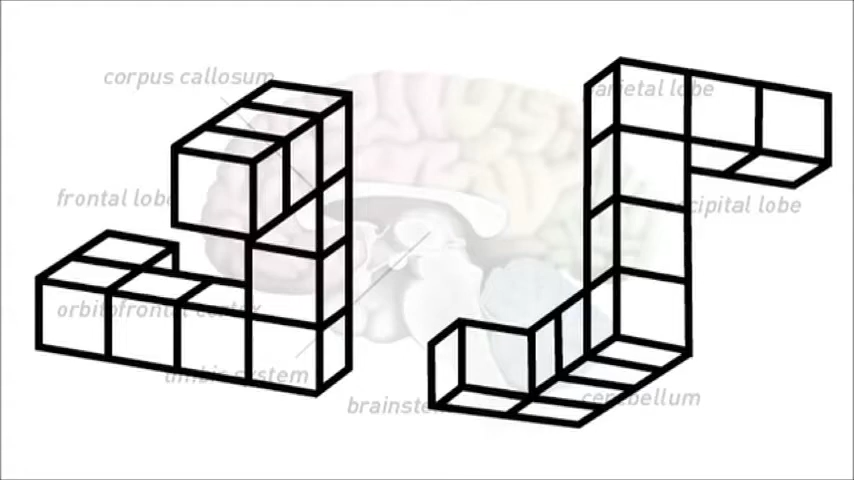 corpus callosum
parietal lobe
frontal lobe
occipital lobe
orbitofrontal cortex
limbic system
cerebellum
brainstem